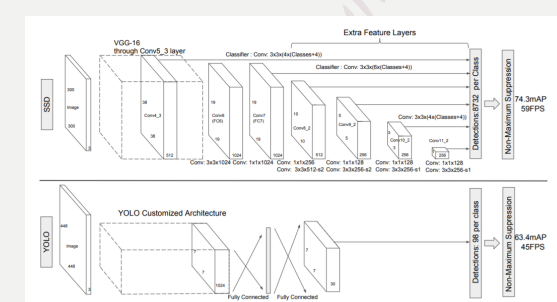 Extra Feature Layers
VGG-16
through Conv5_3 layer
Classifier : Conv: 3x3x(4x(Classes+4))
Classifier : Conv: 3x3x(6x(Classes+4))
Conv: 3x3x(4x(Classes+4))
SSD
300
Image
300
3
38
Conv4_3
38
512
19
Conv6
(FC6)
19
1024
19
Conv7
(FC7)
19
1024
10
Conv8_2
10
512
5
Conv9_2
5
256
3
Conv10_2
256
Conv11_2
256
Conv: 3x3x1024
Conv: 1x1x1024
Conv: 1x1x256
Conv: 3x3x512-s2
Conv: 1x1x128
Conv: 3x3x256-s2
Conv: 1x1x128
Conv: 3x3x256-s1
Conv: 1x1x128
Conv: 3x3x256-s1
Detections:8732 per Class
Non-Maximum Suppression
74.3mAP
59FPS
YOLO
YOLO Customized Architecture
448
Image
448
3
7
7
1024
Fully Connected
Fully Connected
7
7
30
Detections: 98 per class
Non-Maximum Suppression
63.4mAP
45FPS